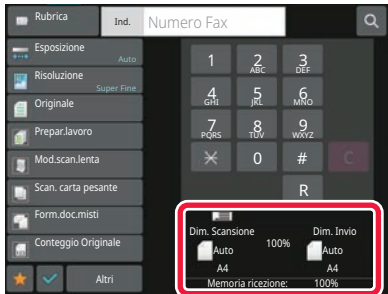 Rubrica
Ind.
Numero Fax
Esposizione
Auto
Risoluzione
Super Fine
Originale
Prepar.lavoro
Mod.scan.lenta
Scan. carta pesante
Form.doc.misti
Conteggio Originale
Altri
1
2
ABC
3
DEF
4
GHI
5
JKL
6
MNO
7
PQRS
8
TUV
9
WXYZ
0
#
C
R
Dim. Scansione
Dim. Invio
Auto
100%
Auto
A4
A4
Memoria ricezione: 100%